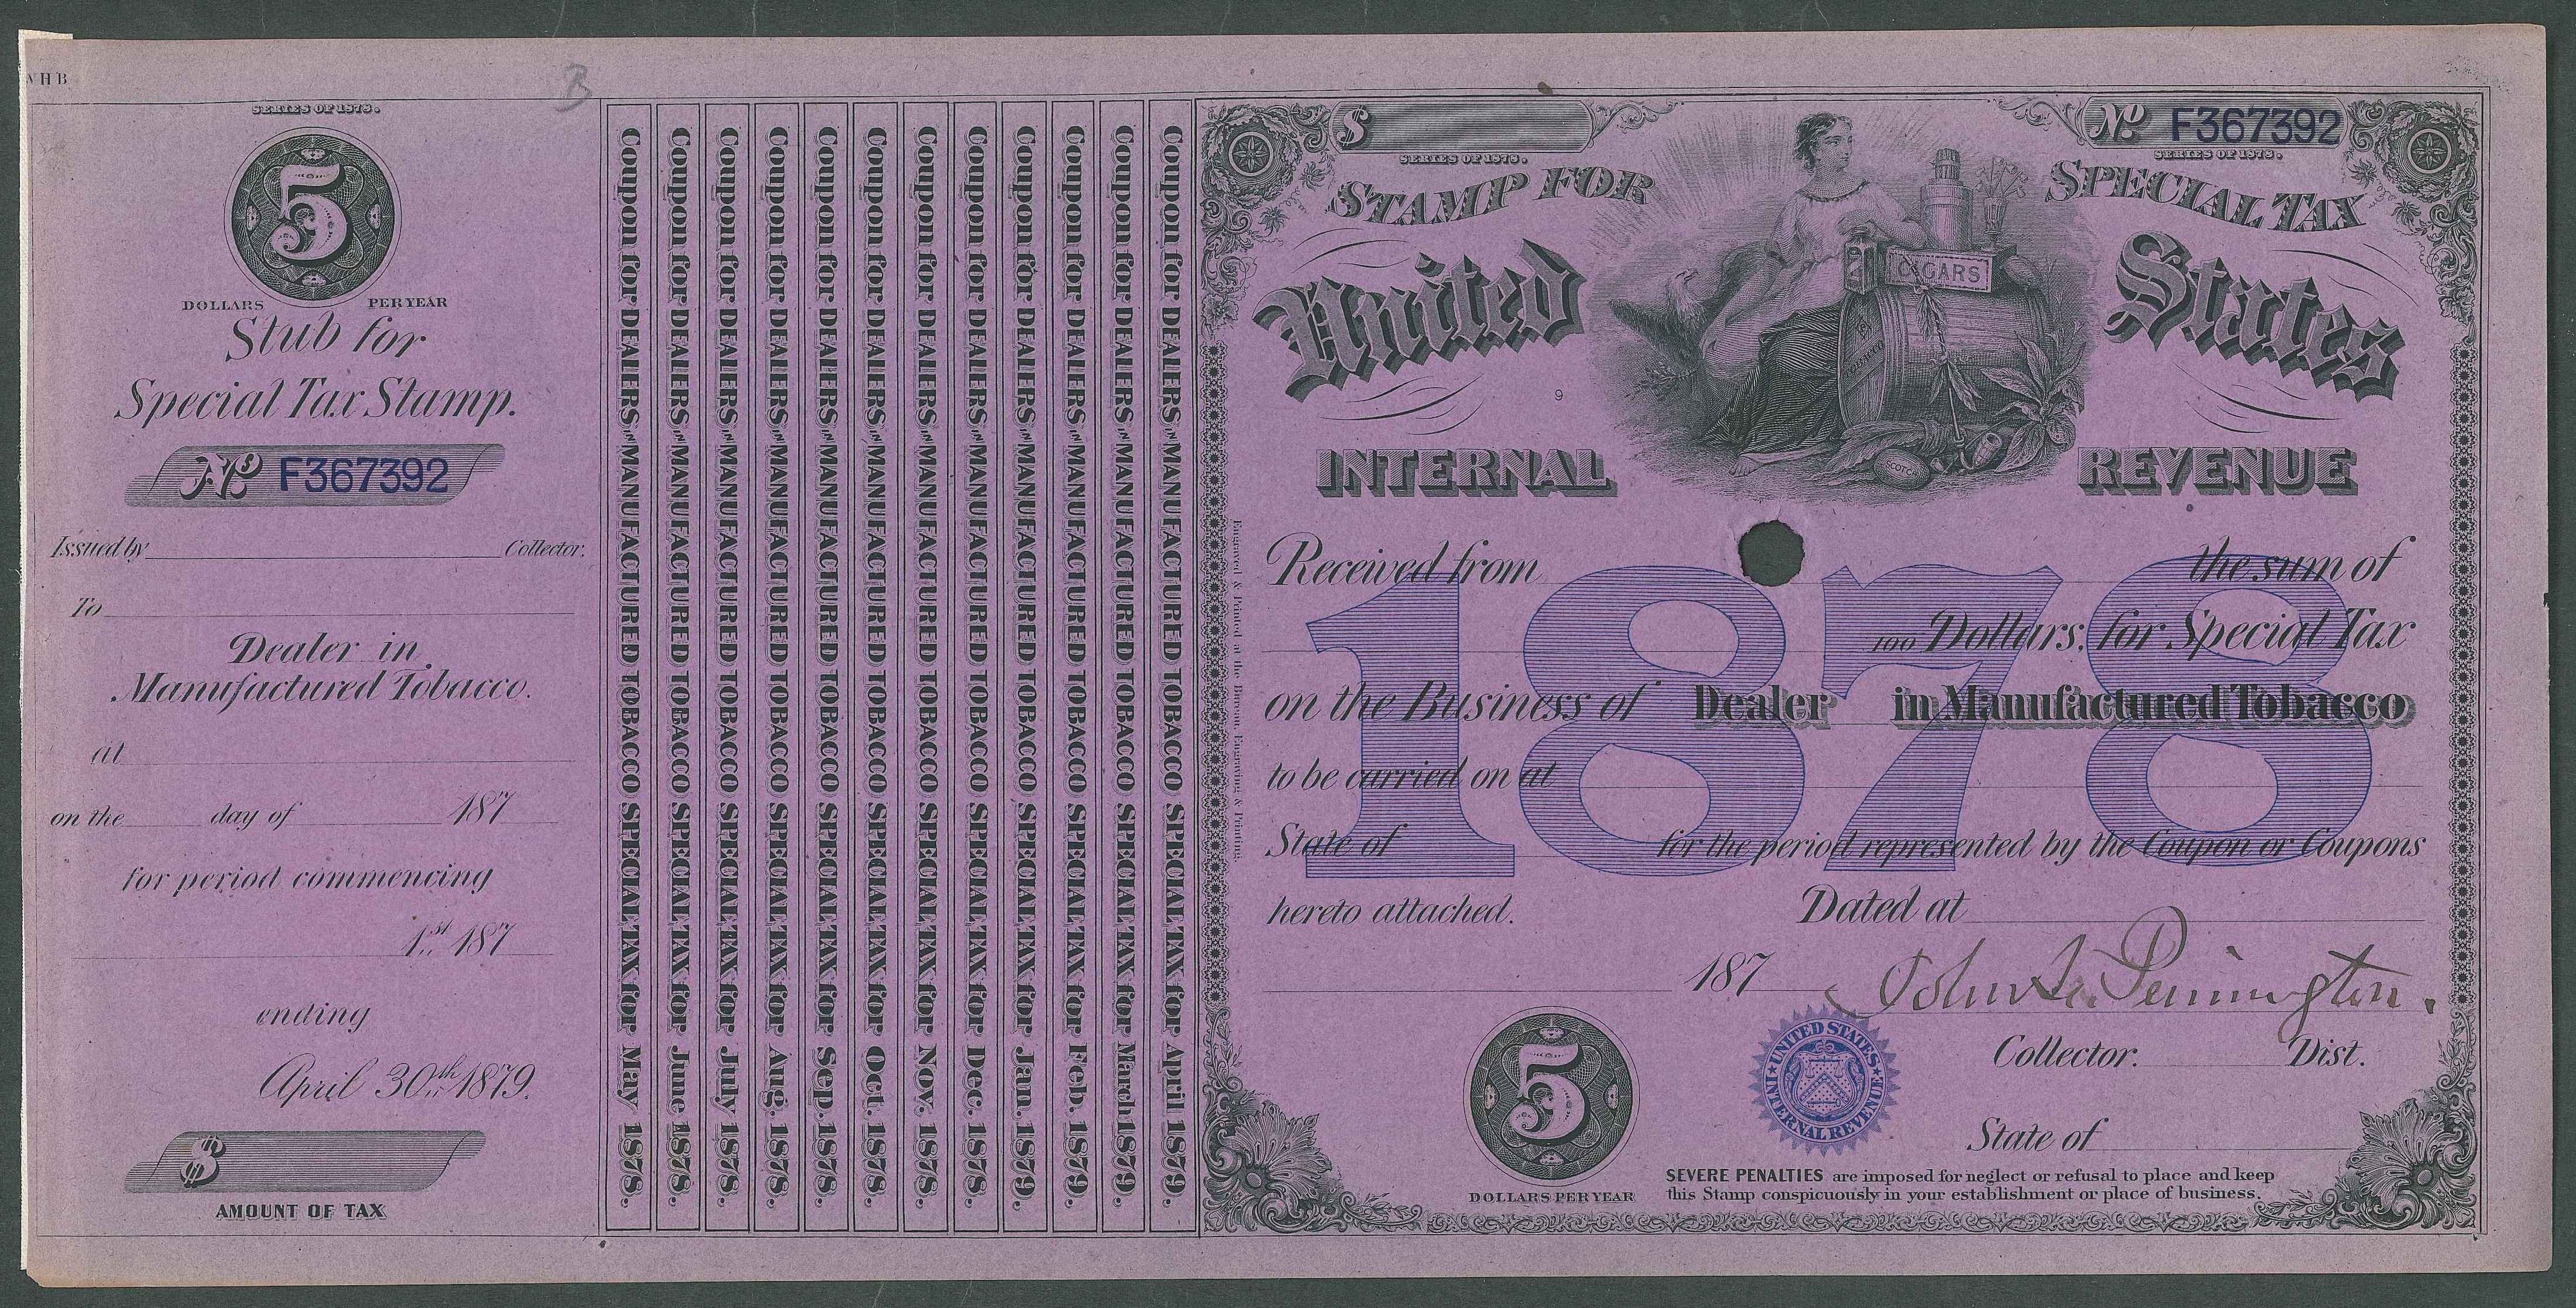 VHB
B
SERIES OF 1878.
5
DOLLARS PER YEAR
Stub for
Special Tax Stamp.
No. F367392
Issued by Collector.
To
Dealer in
Manufactured Tobacco.
at
on the day of 187
for period commencing
1st 187
ending
April 30th 1879.
$
AMOUNT OF TAX
Coupon for DEALERS IN MANUFACTURED TOBACCO SPECIAL TAX for May 1878.
Coupon for DEALERS IN MANUFACTURED TOBACCO SPECIAL TAX for June 1878.
Coupon for DEALERS IN MANUFACTURED TOBACCO SPECIAL TAX for July 1878.
Coupon for DEALERS IN MANUFACTURED TOBACCO SPECIAL TAX for Aug. 1878.
Coupon for DEALERS IN MANUFACTURED TOBACCO SPECIAL TAX for Sep. 1878.
Coupon for DEALERS IN MANUFACTURED TOBACCO SPECIAL TAX for Oct. 1878.
Coupon for DEALERS IN MANUFACTURED TOBACCO SPECIAL TAX for Nov. 1878.
Coupon for DEALERS IN MANUFACTURED TOBACCO SPECIAL TAX for Dec. 1878.
Coupon for DEALERS IN MANUFACTURED TOBACCO SPECIAL TAX for Jan. 1879.
Coupon for DEALERS IN MANUFACTURED TOBACCO SPECIAL TAX for Feb. 1879.
Coupon for DEALERS IN MANUFACTURED TOBACCO SPECIAL TAX for March 1879.
Coupon for DEALERS IN MANUFACTURED TOBACCO SPECIAL TAX for April 1879.
Engraved & Printed at the Bureau, Engraving & Printing.
$
SERIES OF 1878.
No. F367392
SERIES OF 1878.
STAMP FOR SPECIAL TAX
United States
CIGARS
TOBACCO
SCOTCH
9
INTERNAL REVENUE
1878
Received from the sum of
100 Dollars, for Special Tax
on the Business of Dealer in Manufactured Tobacco
to be carried on at
State of for the period represented by the Coupon or Coupons
hereto attached. Dated at
187 John Pennington.
Collector. Dist.
State of
5
DOLLARS PER YEAR
UNITED STATES INTERNAL REVENUE
SEVERE PENALTIES are imposed for neglect or refusal to place and keep
this Stamp conspicuously in your establishment or place of business.